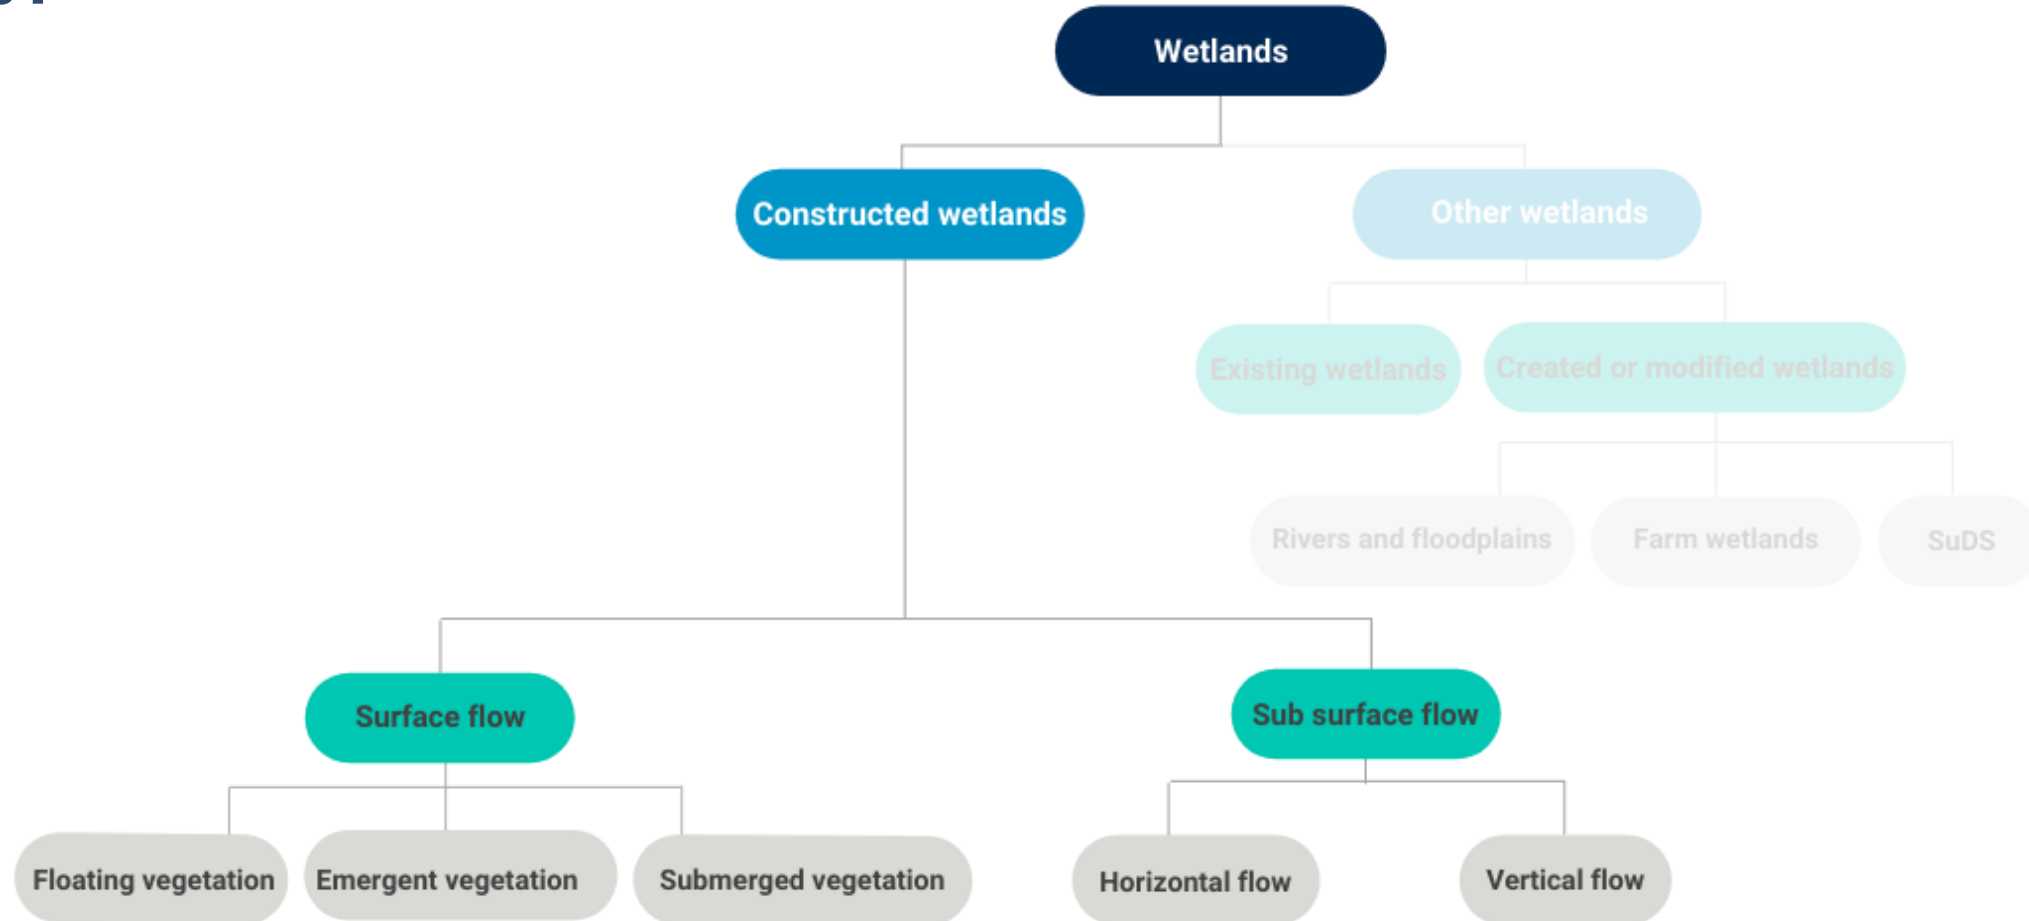 Wetlands
Constructed wetlands
Other wetlands
Existing wetlands
Created or modified wetlands
Rivers and floodplains
Farm wetlands
SuDS
Surface flow
Sub surface flow
Floating vegetation
Emergent vegetation
Submerged vegetation
Horizontal flow
Vertical flow